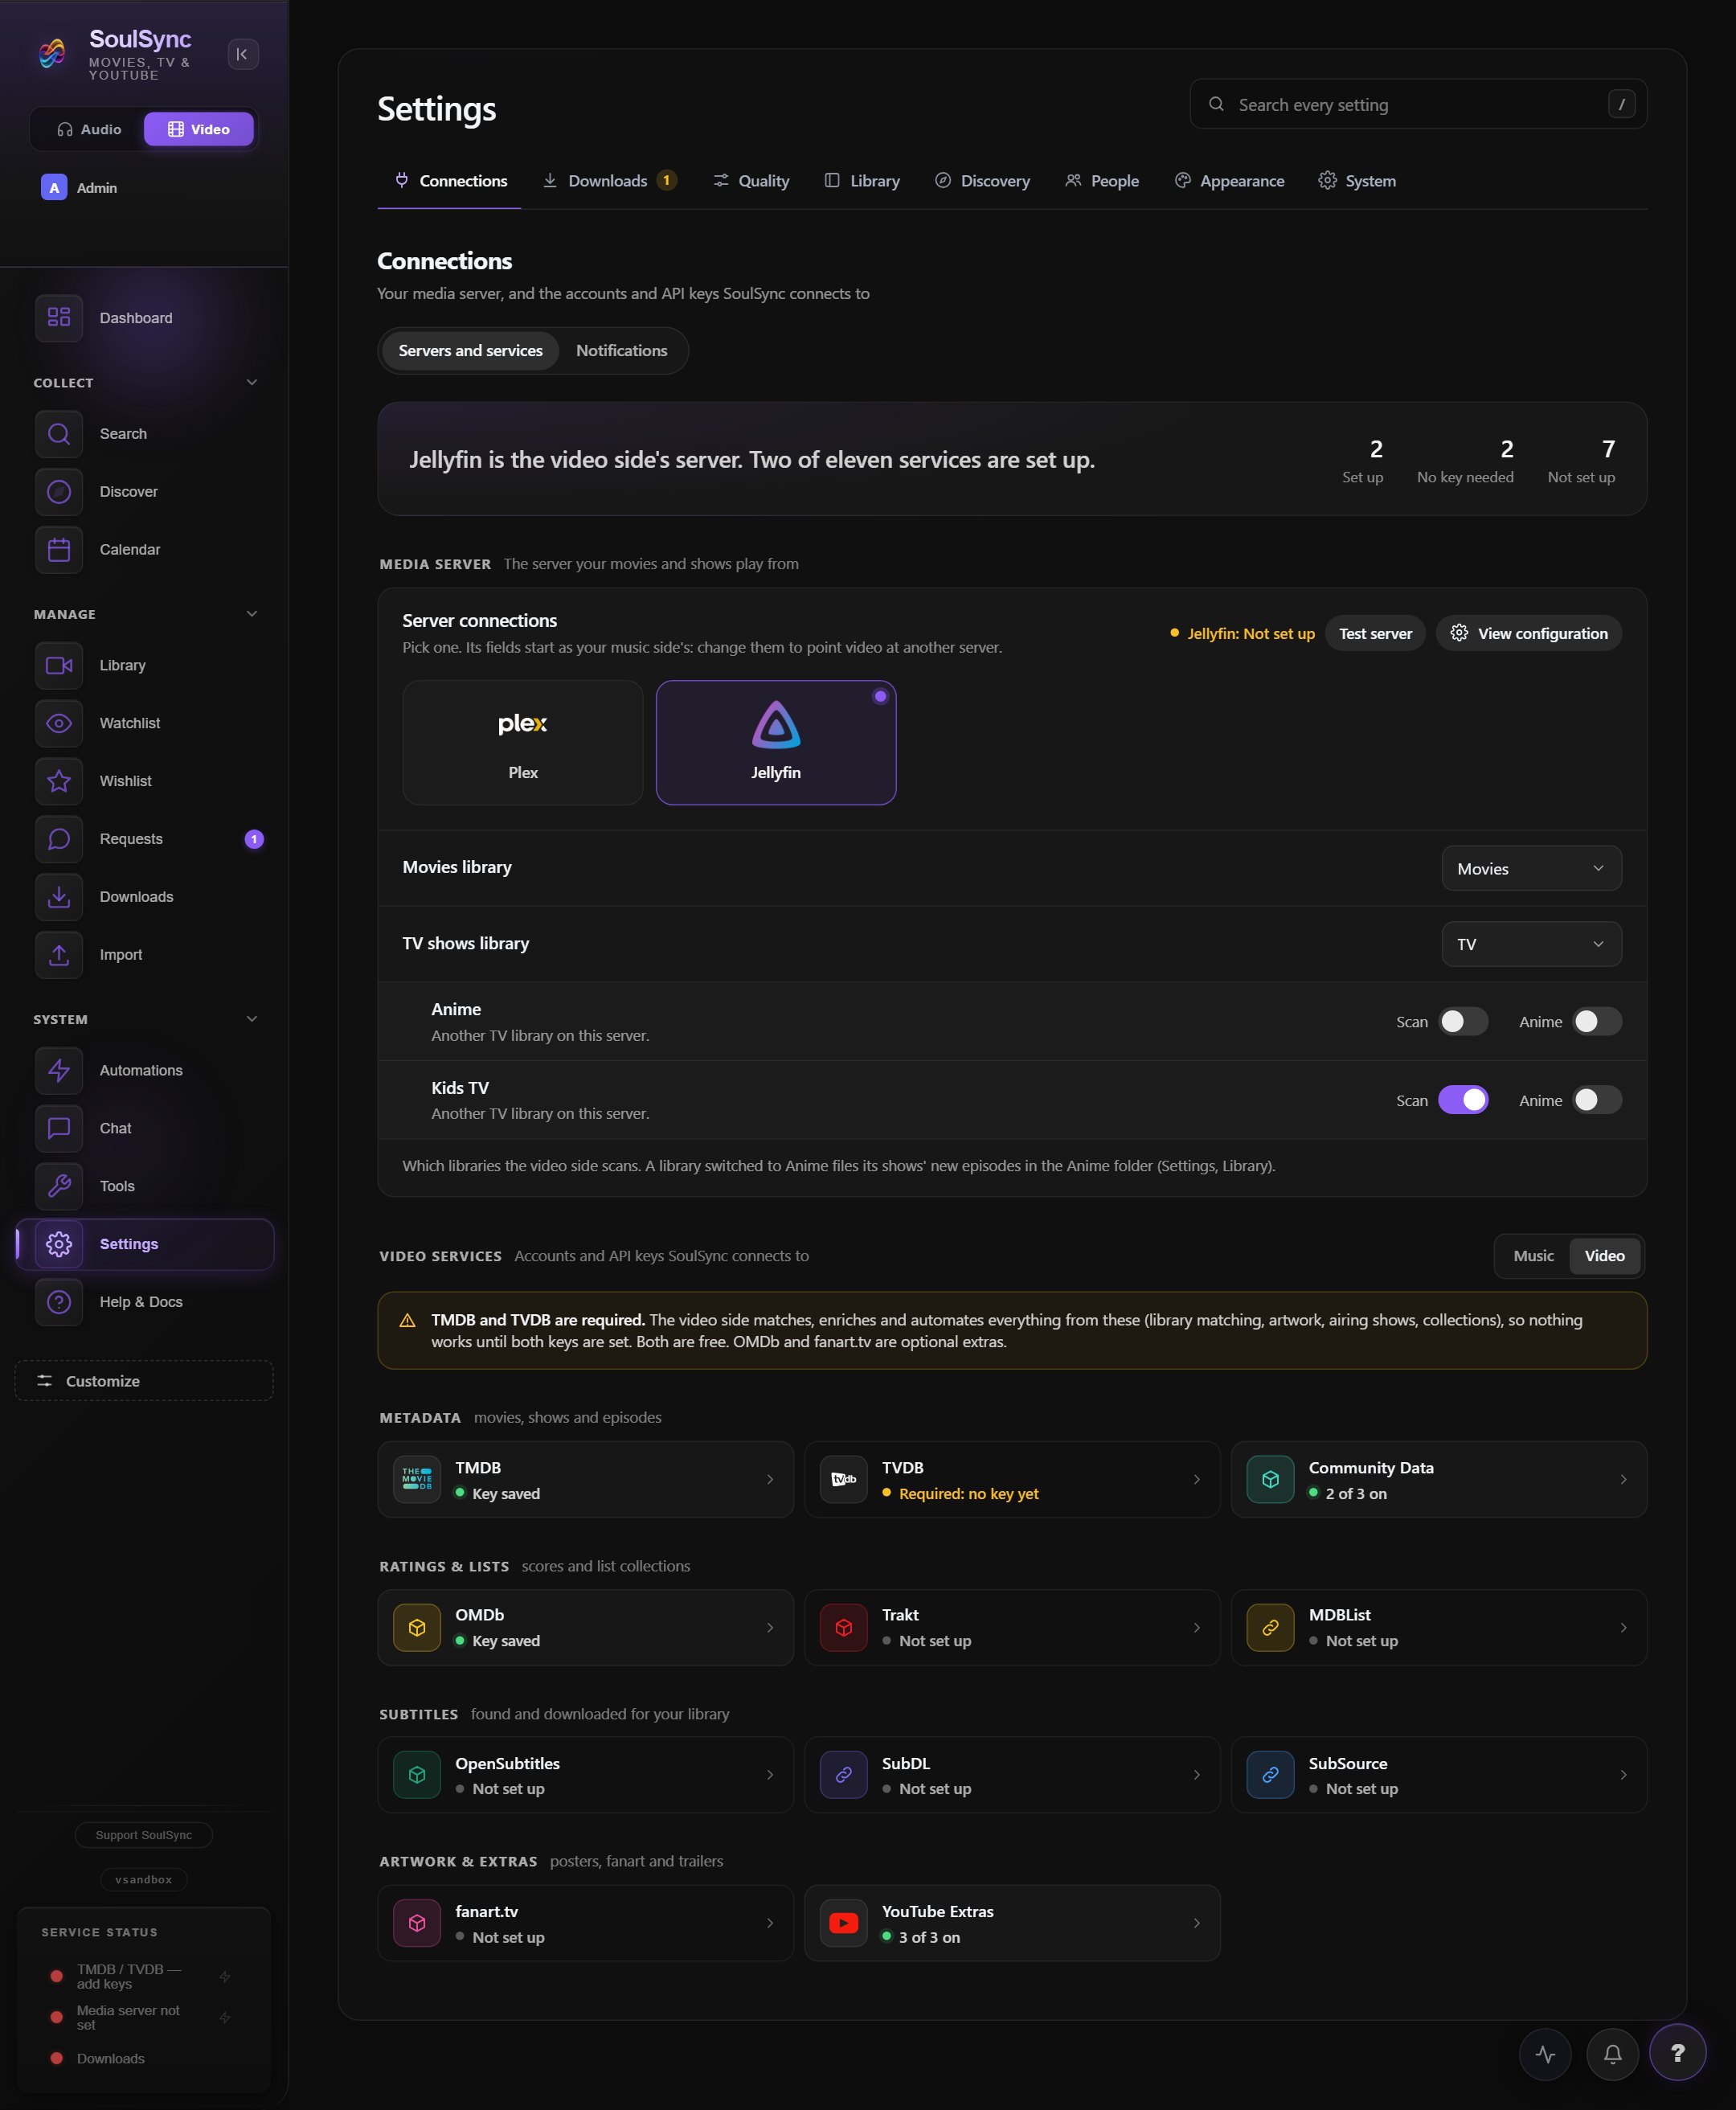 SoulSync
MOVIES, TV &
YOUTUBE
Audio
Video
A
Admin
Dashboard
COLLECT
Search
Discover
Calendar
MANAGE
Library
Watchlist
Wishlist
Requests
1
Downloads
Import
SYSTEM
Automations
Chat
Tools
Settings
Help & Docs
Customize
Support SoulSync
vsandbox
SERVICE STATUS
TMDB / TVDB —
add keys
Media server not
set
Downloads
Settings
Search every setting
/
Connections
Downloads 1
Quality
Library
Discovery
People
Appearance
System
Connections
Your media server, and the accounts and API keys SoulSync connects to
Servers and services
Notifications
Jellyfin is the video side's server. Two of eleven services are set up.
2
Set up
2
No key needed
7
Not set up
MEDIA SERVER The server your movies and shows play from
Server connections
Pick one. Its fields start as your music side's: change them to point video at another server.
Jellyfin: Not set up
Test server
View configuration
plex
Plex
Jellyfin
Movies library
Movies
TV shows library
TV
Anime
Another TV library on this server.
Scan
Anime
Kids TV
Another TV library on this server.
Scan
Anime
Which libraries the video side scans. A library switched to Anime files its shows' new episodes in the Anime folder (Settings, Library).
VIDEO SERVICES Accounts and API keys SoulSync connects to
Music
Video
TMDB and TVDB are required. The video side matches, enriches and automates everything from these (library matching, artwork, airing shows, collections), so nothing
works until both keys are set. Both are free. OMDb and fanart.tv are optional extras.
METADATA movies, shows and episodes
THE
MOVIE
DB
TMDB
Key saved
tvdb
TVDB
Required: no key yet
Community Data
2 of 3 on
RATINGS & LISTS scores and list collections
OMDb
Key saved
Trakt
Not set up
MDBList
Not set up
SUBTITLES found and downloaded for your library
OpenSubtitles
Not set up
SubDL
Not set up
SubSource
Not set up
ARTWORK & EXTRAS posters, fanart and trailers
fanart.tv
Not set up
YouTube Extras
3 of 3 on
?